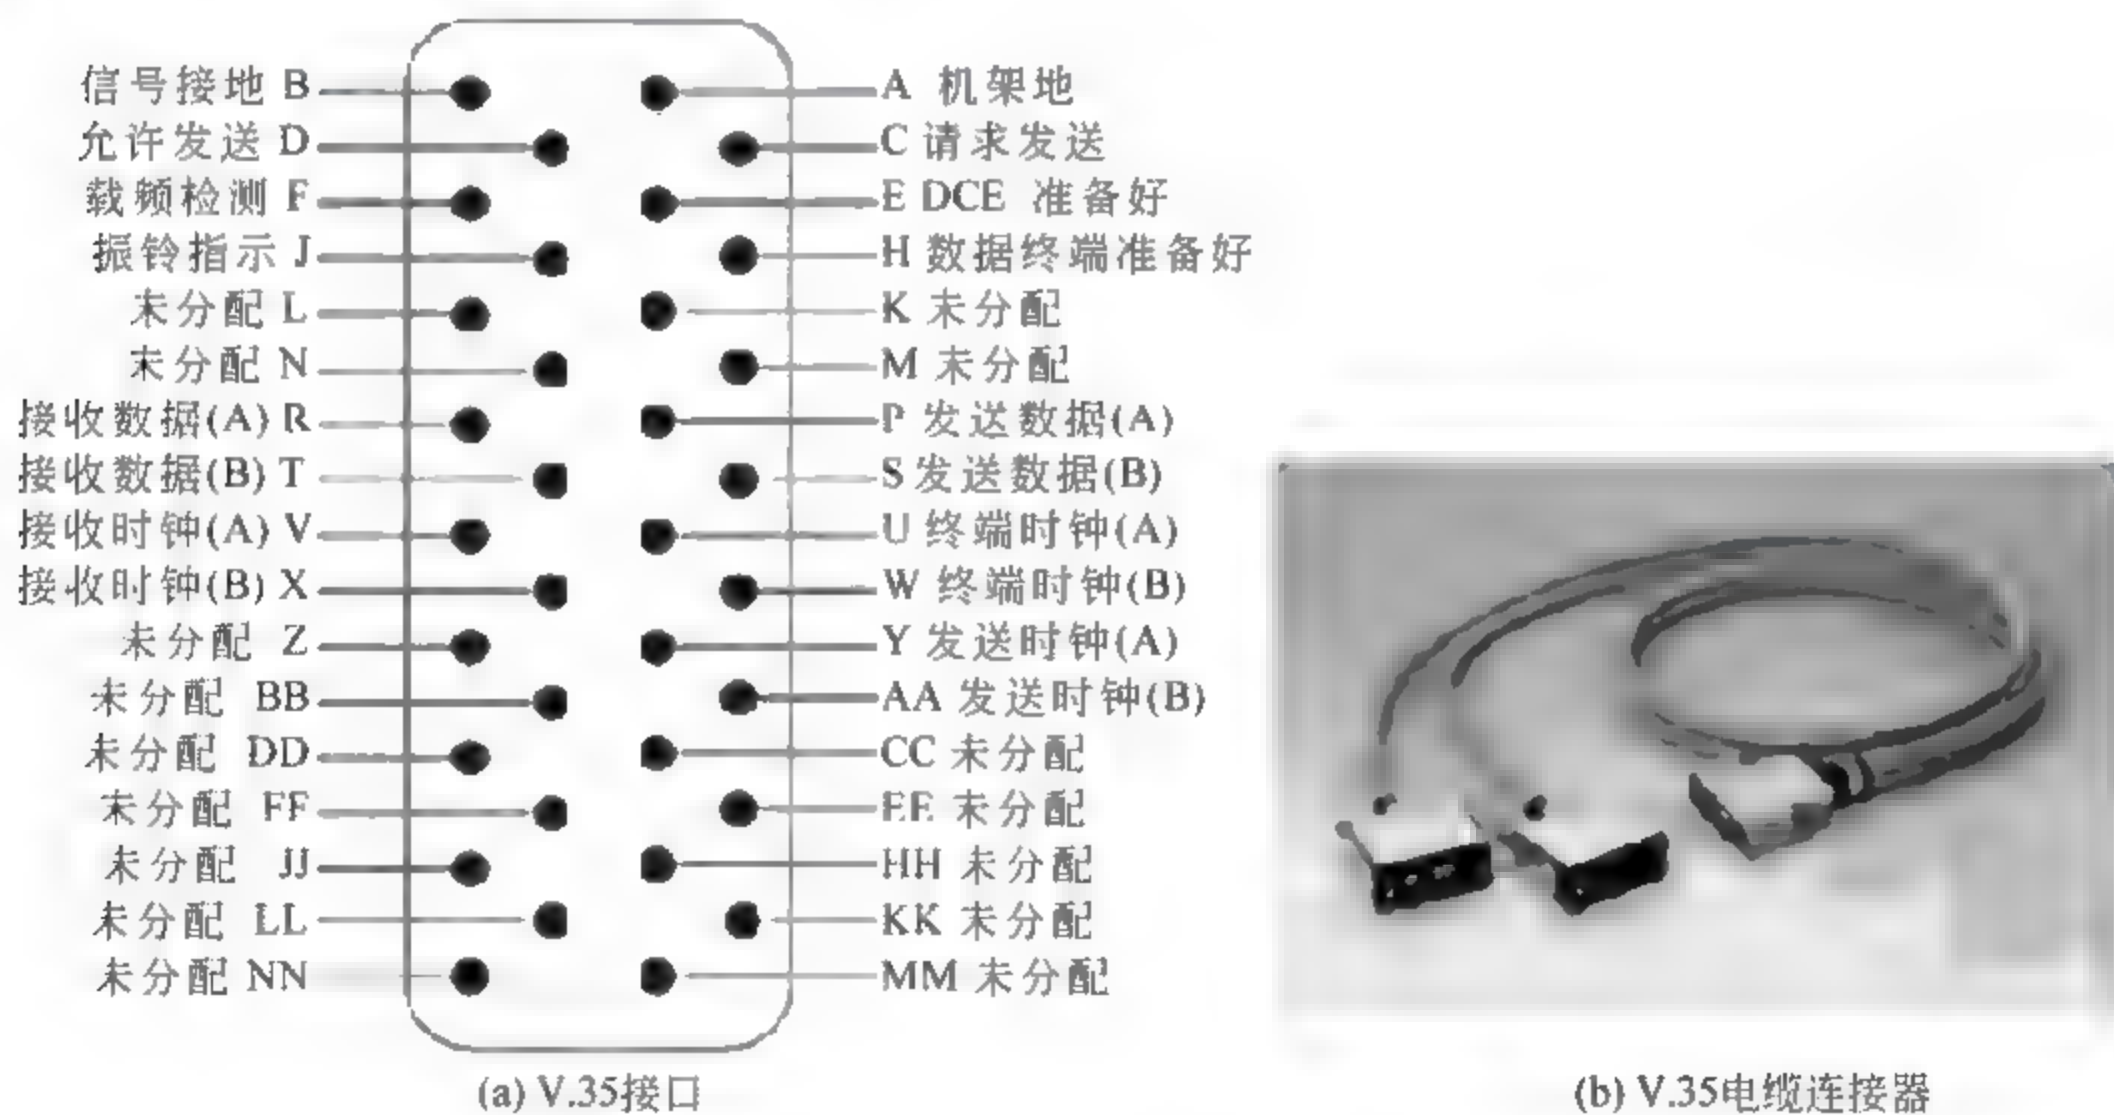 信号接地 B
A 机架地
允许发送 D
C 请求发送
载频检测 F
E DCE 准备好
振铃指示 J
H 数据终端准备好
未分配 L
K 未分配
未分配 N
M 未分配
接收数据(A) R
P 发送数据(A)
接收数据(B) T
S 发送数据(B)
接收时钟(A) V
U 终端时钟(A)
接收时钟(B) X
W 终端时钟(B)
未分配 Z
Y 发送时钟(A)
未分配 BB
AA 发送时钟(B)
未分配 DD
CC 未分配
未分配 FF
EE 未分配
未分配 JJ
HH 未分配
未分配 LL
KK 未分配
未分配 NN
MM 未分配
(a) V.35接口
(b) V.35电缆连接器